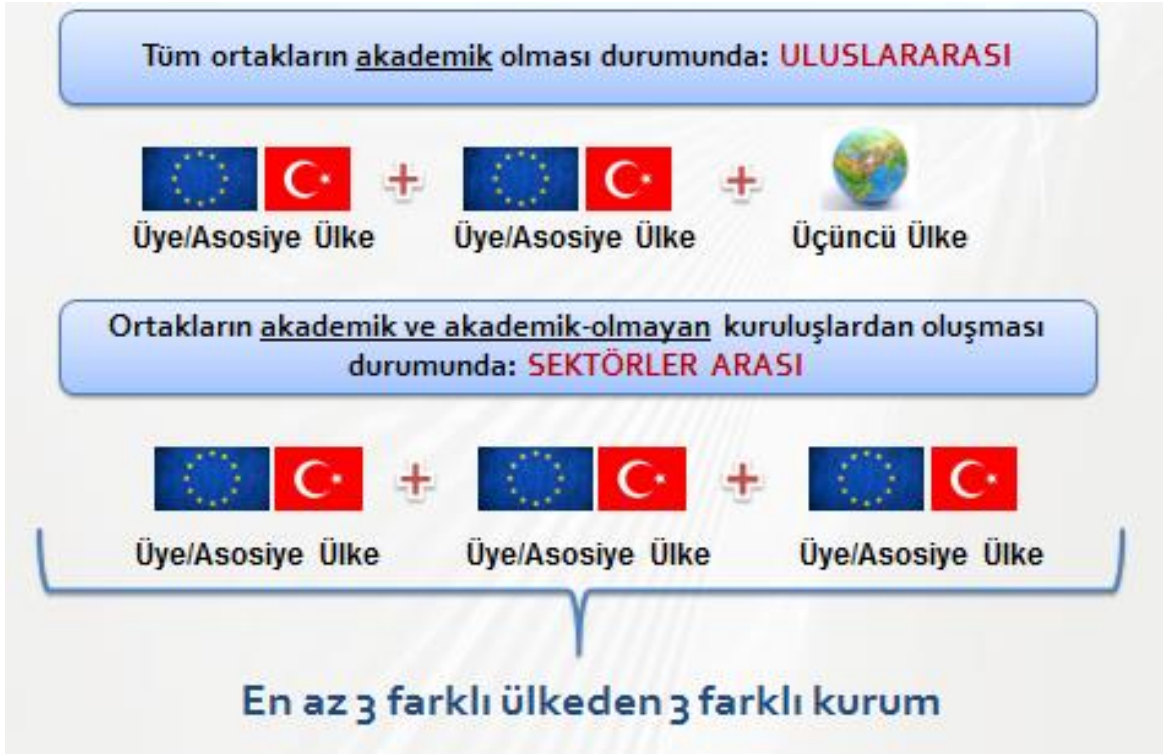 Tüm ortakların akademik olması durumunda: ULUSLARARASI
Üye/Asosiye Ülke
Üye/Asosiye Ülke
Üçüncü Ülke
Ortakların akademik ve akademik-olmayan kuruluşlardan oluşması
durumunda: SEKTÖRLER ARASI
Üye/Asosiye Ülke
Üye/Asosiye Ülke
Üye/Asosiye Ülke
En az 3 farklı ülkeden 3 farklı kurum